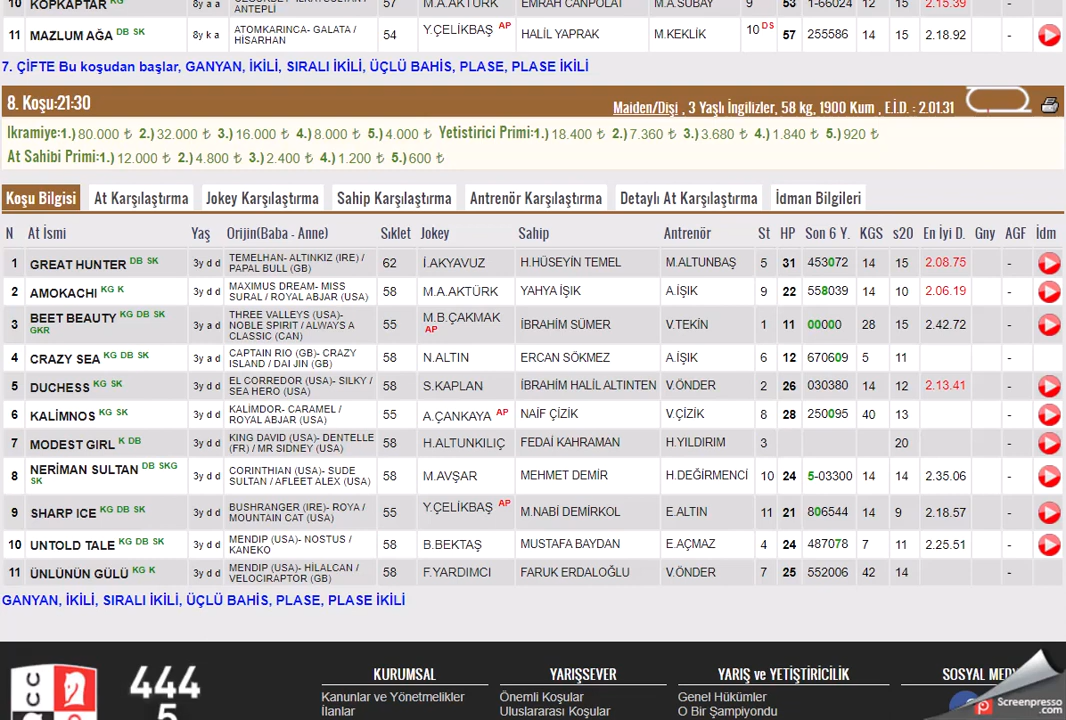 10 KÖPKAPTAR KG 8y a a ANTEPLİ 57 M.A.AKTÜRK EMRAH CANPOLAT M.A.SUBAY 9 53 1-66024 12 15 2.15.39 -
11 MAZLUM AĞA DB SK 8y k a ATOMKARINCA- GALATA / HISARHAN 54 Y.ÇELİKBAŞ AP HALİL YAPRAK M.KEKLİK 10 DS 57 255586 14 15 2.18.92 -
7. ÇİFTE Bu koşudan başlar, GANYAN, İKİLİ, SIRALI İKİLİ, ÜÇLÜ BAHİS, PLASE, PLASE İKİLİ
8. Koşu:21:30 Maiden/Dişi , 3 Yaşlı İngilizler, 58 kg, 1900 Kum , E.İ.D. : 2.01.31
Ikramiye:1.) 80.000 ₺ 2.) 32.000 ₺ 3.) 16.000 ₺ 4.) 8.000 ₺ 5.) 4.000 ₺ Yetistirici Primi:1.) 18.400 ₺ 2.) 7.360 ₺ 3.) 3.680 ₺ 4.) 1.840 ₺ 5.) 920 ₺
At Sahibi Primi:1.) 12.000 ₺ 2.) 4.800 ₺ 3.) 2.400 ₺ 4.) 1.200 ₺ 5.) 600 ₺
Koşu Bilgisi At Karşılaştırma Jokey Karşılaştırma Sahip Karşılaştırma Antrenör Karşılaştırma Detaylı At Karşılaştırma İdman Bilgileri
N At İsmi Yaş Orijin(Baba - Anne) Sıklet Jokey Sahip Antrenör St HP Son 6 Y. KGS s20 En İyi D. Gny AGF İdm
1 GREAT HUNTER DB SK 3y d d TEMELHAN- ALTINKIZ (IRE) / PAPAL BULL (GB) 62 İ.AKYAVUZ H.HÜSEYİN TEMEL M.ALTUNBAŞ 5 31 453072 14 15 2.08.75 -
2 AMOKACHI KG K 3y d d MAXIMUS DREAM- MISS SURAL / ROYAL ABJAR (USA) 58 M.A.AKTÜRK YAHYA IŞIK A.IŞIK 9 22 558039 14 10 2.06.19 -
3 BEET BEAUTY KG DB SK GKR 3y a d THREE VALLEYS (USA)- NOBLE SPIRIT / ALWAYS A CLASSIC (CAN) 55 M.B.ÇAKMAK AP İBRAHİM SÜMER V.TEKİN 1 11 00000 28 15 2.42.72 -
4 CRAZY SEA KG DB SK 3y a d CAPTAIN RIO (GB)- CRAZY ISLAND / DAI JIN (GB) 58 N.ALTIN ERCAN SÖKMEZ A.IŞIK 6 12 670609 5 11 -
5 DUCHESS KG SK 3y d d EL CORREDOR (USA)- SILKY / SEA HERO (USA) 58 S.KAPLAN İBRAHİM HALİL ALTINTEN V.ÖNDER 2 26 030380 14 12 2.13.41 -
6 KALİMNOS KG SK 3y d d KALİMDOR- CARAMEL / ROYAL ABJAR (USA) 55 A.ÇANKAYA AP NAİF ÇİZİK V.ÇİZİK 8 28 250095 40 13 -
7 MODEST GIRL K DB 3y d d KING DAVID (USA)- DENTELLE (FR) / MR SIDNEY (USA) 58 H.ALTUNKILIÇ FEDAİ KAHRAMAN H.YILDIRIM 3 20 -
8 NERİMAN SULTAN DB SKG SK 3y d d CORINTHIAN (USA)- SUDE SULTAN / AFLEET ALEX (USA) 58 M.AVŞAR MEHMET DEMİR H.DEĞİRMENCİ 10 24 5-03300 14 14 2.35.06 -
9 SHARP ICE KG DB SK 3y d d BUSHRANGER (IRE)- ROYA / MOUNTAIN CAT (USA) 55 Y.ÇELİKBAŞ AP M.NABİ DEMİRKOL E.ALTIN 11 21 806544 14 9 2.18.57 -
10 UNTOLD TALE KG DB SK 3y d d MENDIP (USA)- NOSTUS / KANEKO 58 B.BEKTAŞ MUSTAFA BAYDAN E.AÇMAZ 4 24 487078 7 11 2.25.51 -
11 ÜNLÜNÜN GÜLÜ KG K 3y d d MENDIP (USA)- HİLALCAN / VELOCIRAPTOR (GB) 58 F.YARDIMCI FARUK ERDALOĞLU V.ÖNDER 7 25 552006 42 14 -
GANYAN, İKİLİ, SIRALI İKİLİ, ÜÇLÜ BAHİS, PLASE, PLASE İKİLİ
444 KURUMSAL YARIŞSEVER YARIŞ ve YETİŞTİRİCİLİK SOSYAL
Kanunlar ve Yönetmelikler Önemli Koşular Genel Hükümler
İlanlar Uluslararası Koşular O Bir Şampiyondu
Screenpresso.com